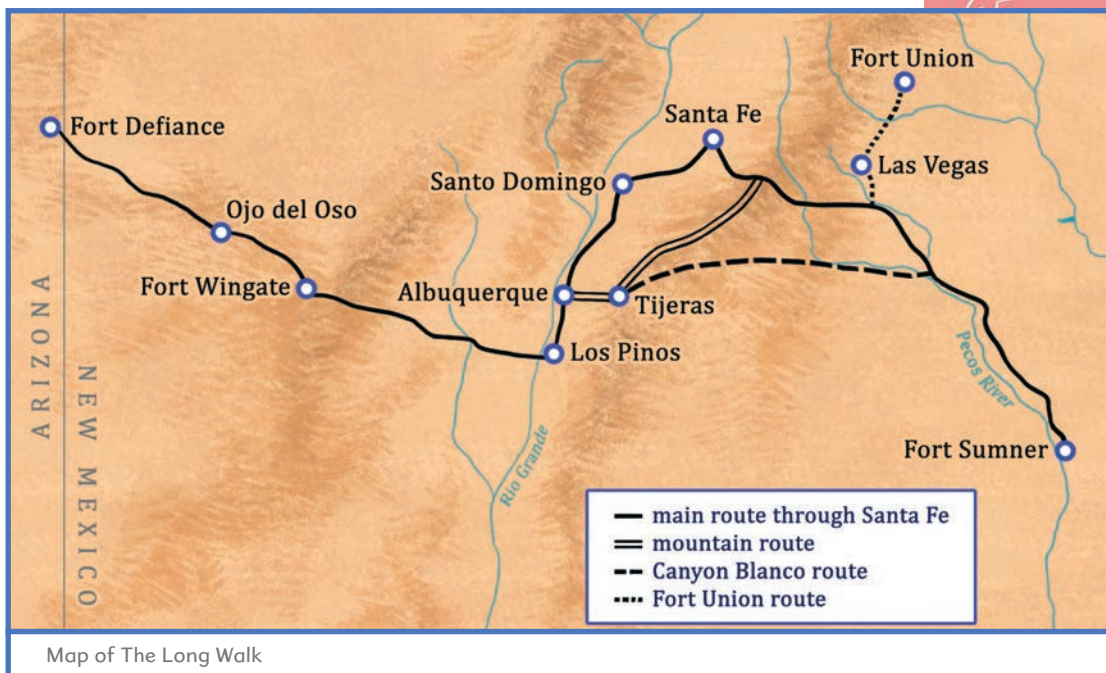 Fort Union
Santa Fe
Fort Defiance
Las Vegas
Santo Domingo
Ojo del Oso
Fort Wingate
Albuquerque
Tijeras
Los Pinos
ARIZONA
NEW MEXICO
Rio Grande
Pecos River
Fort Sumner
main route through Santa Fe
mountain route
Canyon Blanco route
Fort Union route
Map of The Long Walk